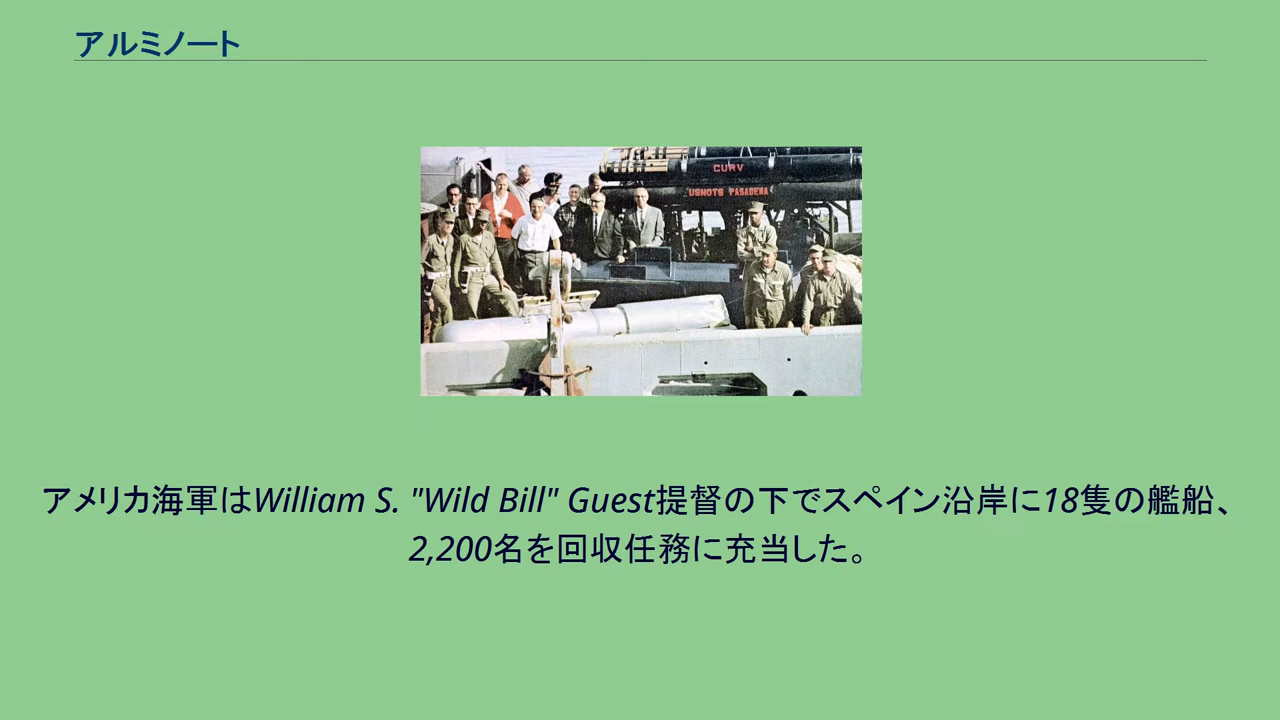 アルミノート
CURV
USNOTS PASADENA
アメリカ海軍はWilliam S. "Wild Bill" Guest提督の下でスペイン沿岸に18隻の艦船、
2,200名を回収任務に充当した。